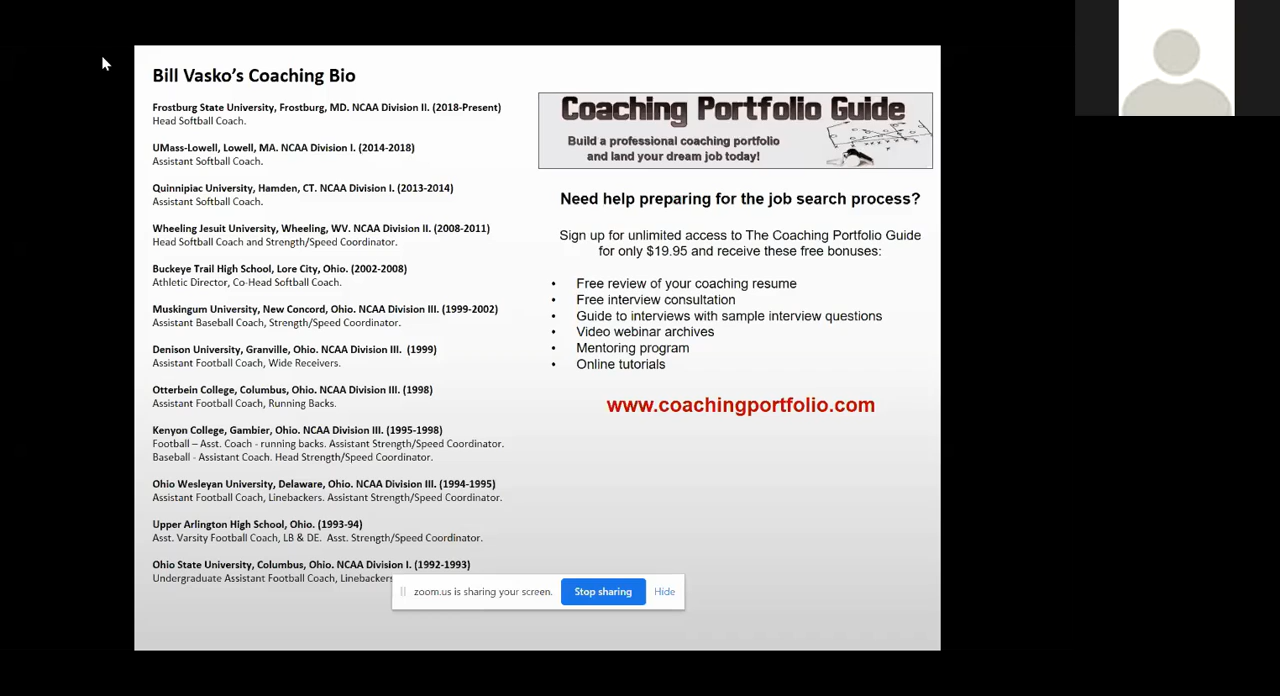 Bill Vasko's Coaching Bio
Frostburg State University, Frostburg, MD. NCAA Division II. (2018-Present)
Head Softball Coach.
UMass-Lowell, Lowell, MA. NCAA Division I. (2014-2018)
Assistant Softball Coach.
Quinnipiac University, Hamden, CT. NCAA Division I. (2013-2014)
Assistant Softball Coach.
Wheeling Jesuit University, Wheeling, WV. NCAA Division II. (2008-2011)
Head Softball Coach and Strength/Speed Coordinator.
Buckeye Trail High School, Lore City, Ohio. (2002-2008)
Athletic Director, Co-Head Softball Coach.
Muskingum University, New Concord, Ohio. NCAA Division III. (1999-2002)
Assistant Baseball Coach, Strength/Speed Coordinator.
Denison University, Granville, Ohio. NCAA Division III. (1999)
Assistant Football Coach, Wide Receivers.
Otterbein College, Columbus, Ohio. NCAA Division III. (1998)
Assistant Football Coach, Running Backs.
Kenyon College, Gambier, Ohio. NCAA Division III. (1995-1998)
Football – Asst. Coach - running backs. Assistant Strength/Speed Coordinator.
Baseball - Assistant Coach. Head Strength/Speed Coordinator.
Ohio Wesleyan University, Delaware, Ohio. NCAA Division III. (1994-1995)
Assistant Football Coach, Linebackers. Assistant Strength/Speed Coordinator.
Upper Arlington High School, Ohio. (1993-94)
Asst. Varsity Football Coach, LB & DE. Asst. Strength/Speed Coordinator.
Ohio State University, Columbus, Ohio. NCAA Division I. (1992-1993)
Undergraduate Assistant Football Coach, Linebackers
Coaching Portfolio Guide
Build a professional coaching portfolio
and land your dream job today!
Need help preparing for the job search process?
Sign up for unlimited access to The Coaching Portfolio Guide
for only $19.95 and receive these free bonuses:
• Free review of your coaching resume
• Free interview consultation
• Guide to interviews with sample interview questions
• Video webinar archives
• Mentoring program
• Online tutorials
www.coachingportfolio.com
zoom.us is sharing your screen. Stop sharing Hide